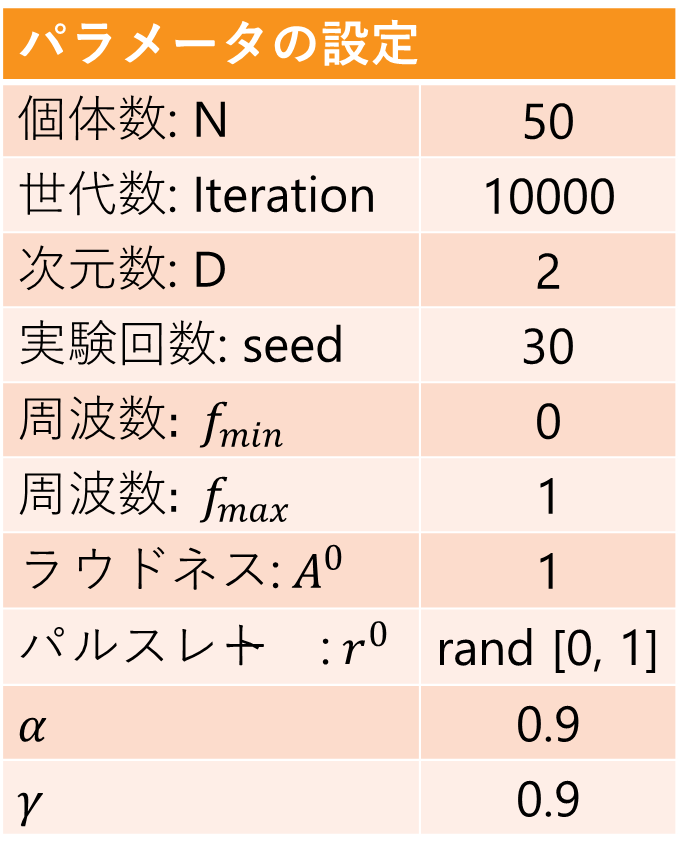 パラメータの設定
個体数: N 50
世代数: Iteration 10000
次元数: D 2
実験回数: seed 30
周波数: f_min 0
周波数: f_max 1
ラウドネス: A^0 1
パルスレート : r^0 rand [0, 1]
α 0.9
γ 0.9